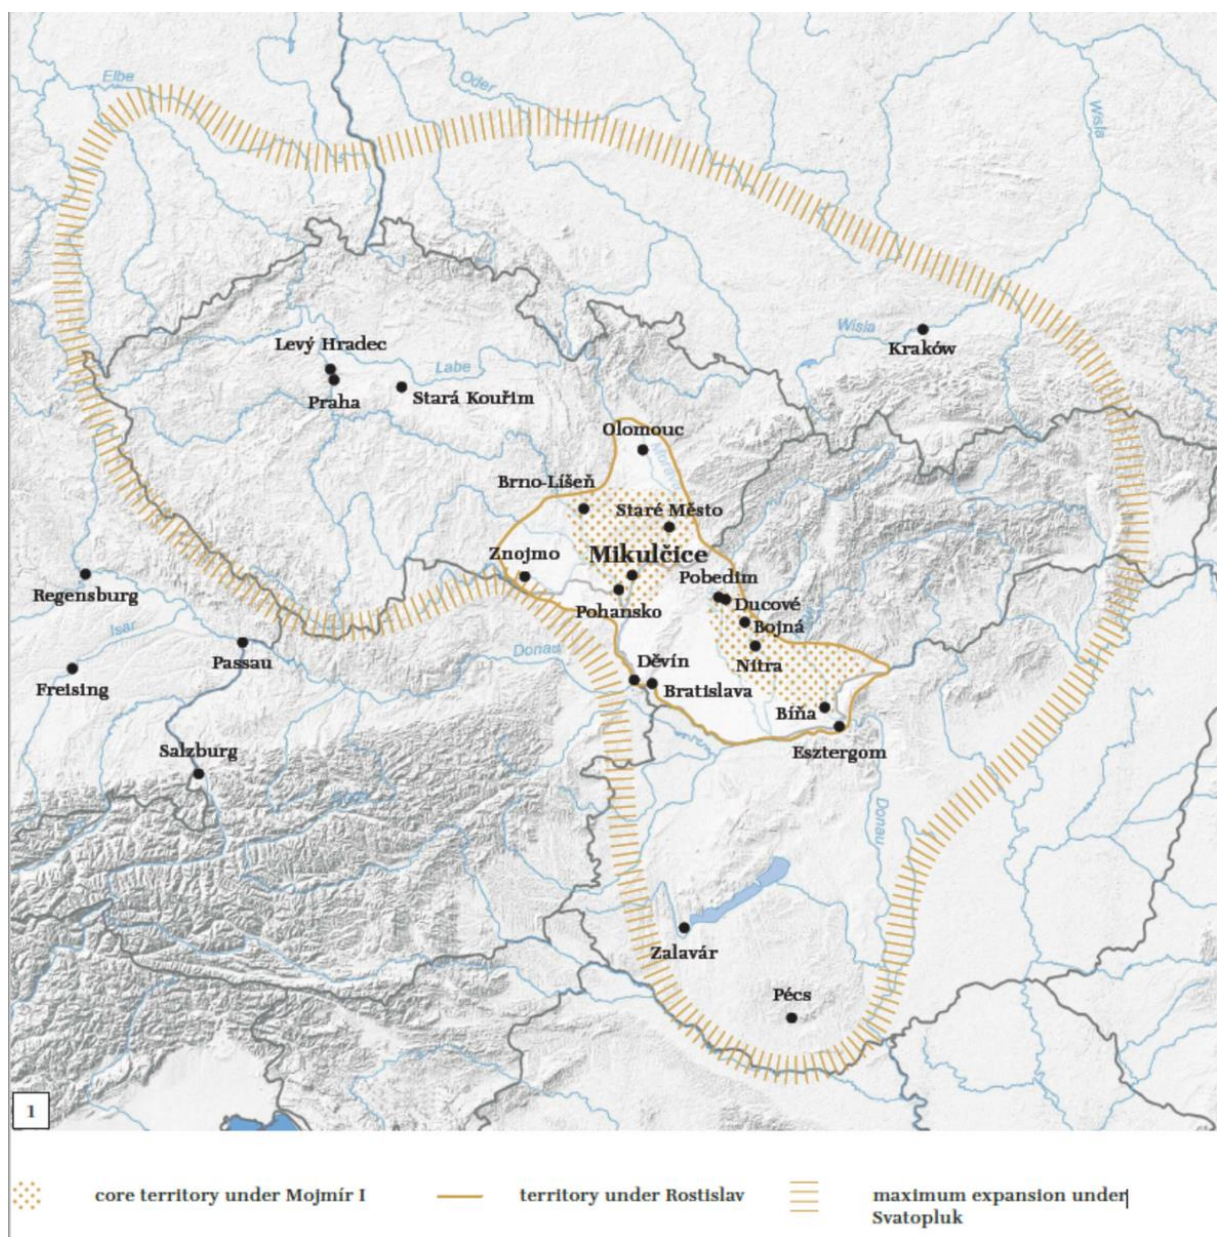 Elbe
Oder
Wisla
Wisla
Kraków
Levý Hradec
Labe
Praha
Stará Kouřim
Olomouc
Brno-Líšeň
Staré Město
Znojmo
Mikulčice
Pobedim
Regensburg
Pohansko
Ducové
Bojná
Isar
Passau
Donau
Děvín
Nitra
Freising
Bratislava
Bíňa
Salzburg
Esztergom
Donau
Zalavár
Pécs
1
core territory under Mojmír I
territory under Rostislav
maximum expansion under
Svatopluk